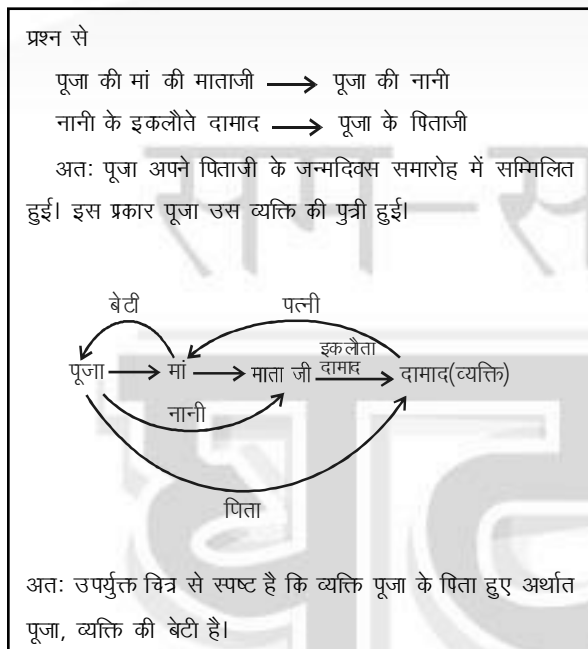 प्रश्न से
पूजा की मां की माताजी ⟶ पूजा की नानी
नानी के इकलौते दामाद ⟶ पूजा के पिताजी
अतः पूजा अपने पिताजी के जन्मदिवस समारोह में सम्मिलित
हुई। इस प्रकार पूजा उस व्यक्ति की पुत्री हुई।
बेटी पत्नी
पूजा मां माता जी इकलौता दामाद दामाद(व्यक्ति)
नानी
पिता
अतः उपर्युक्त चित्र से स्पष्ट है कि व्यक्ति पूजा के पिता हुए अर्थात
पूजा, व्यक्ति की बेटी है।